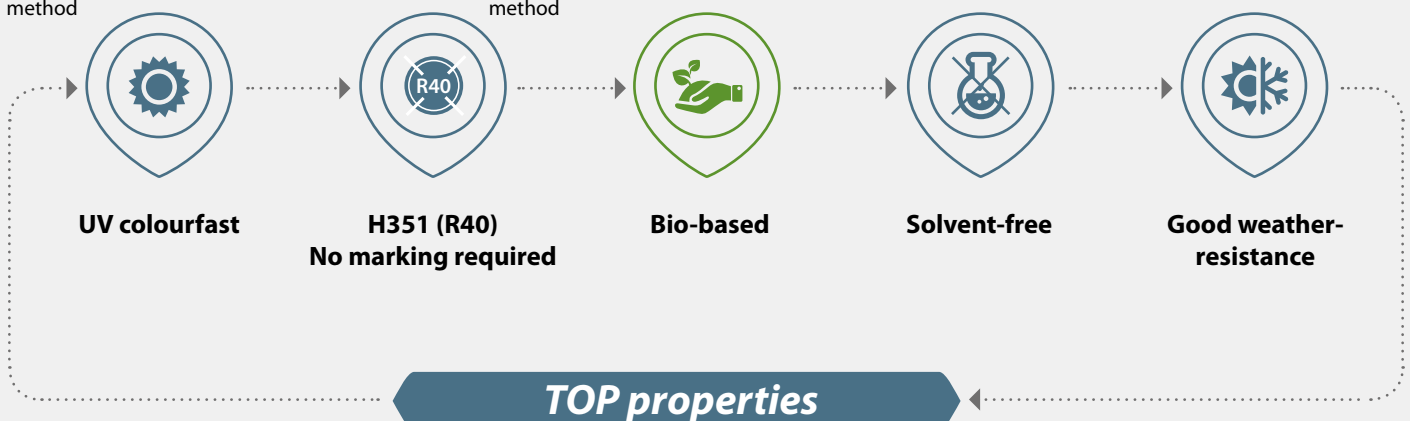 method
method
R40
UV colourfast
H351 (R40)
No marking required
Bio-based
Solvent-free
Good weather-
resistance
TOP properties